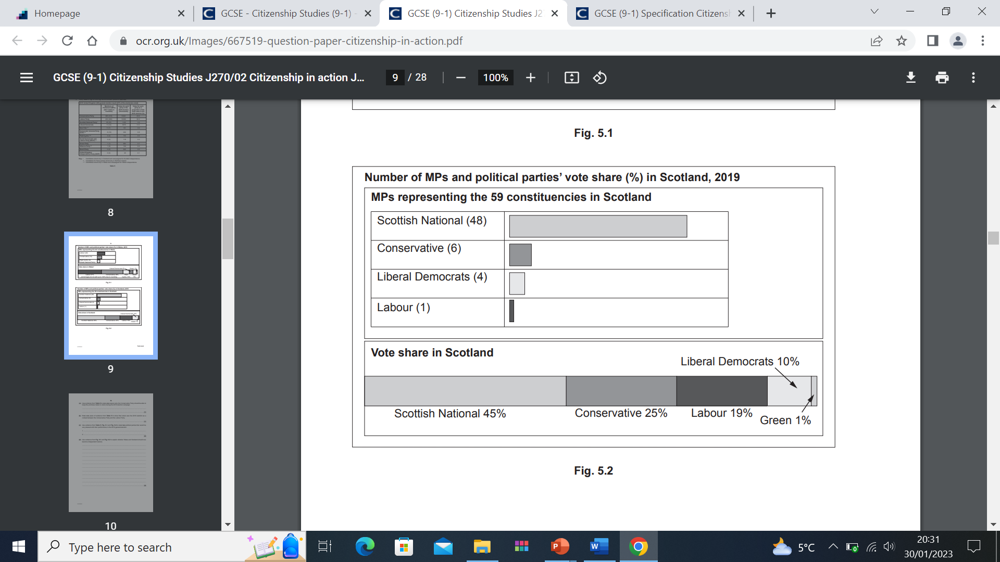 Homepage
GCSE - Citizenship Studies (9-1) -
GCSE (9-1) Citizenship Studies J2
GCSE (9-1) Specification Citizensh
ocr.org.uk/Images/667519-question-paper-citizenship-in-action.pdf
GCSE (9-1) Citizenship Studies J270/02 Citizenship in action J...
9 / 28
100%
8
9
10
Fig. 5.1
Number of MPs and political parties' vote share (%) in Scotland, 2019
MPs representing the 59 constituencies in Scotland
Scottish National (48)
Conservative (6)
Liberal Democrats (4)
Labour (1)
Vote share in Scotland
Liberal Democrats 10%
Scottish National 45%
Conservative 25%
Labour 19%
Green 1%
Fig. 5.2
Type here to search
5°C
20:31
30/01/2023